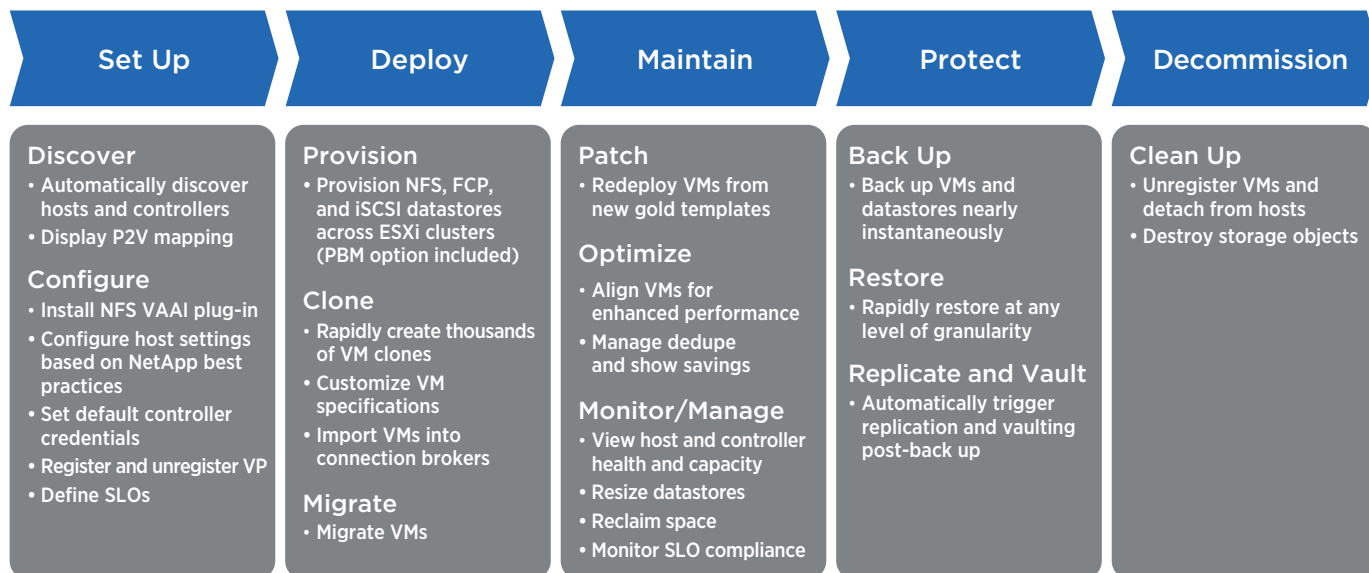 Set Up
Deploy
Maintain
Protect
Decommission
Discover
• Automatically discover
hosts and controllers
• Display P2V mapping
Configure
• Install NFS VAAI plug-in
• Configure host settings
based on NetApp best
practices
• Set default controller
credentials
• Register and unregister VP
• Define SLOs
Provision
• Provision NFS, FCP,
and iSCSI datastores
across ESXi clusters
(PBM option included)
Clone
• Rapidly create thousands
of VM clones
• Customize VM
specifications
• Import VMs into
connection brokers
Migrate
• Migrate VMs
Patch
• Redeploy VMs from
new gold templates
Optimize
• Align VMs for
enhanced performance
• Manage dedupe
and show savings
Monitor/Manage
• View host and controller
health and capacity
• Resize datastores
• Reclaim space
• Monitor SLO compliance
Back Up
• Back up VMs and
datastores nearly
instantaneously
Restore
• Rapidly restore at any
level of granularity
Replicate and Vault
• Automatically trigger
replication and vaulting
post-back up
Clean Up
• Unregister VMs and
detach from hosts
• Destroy storage objects